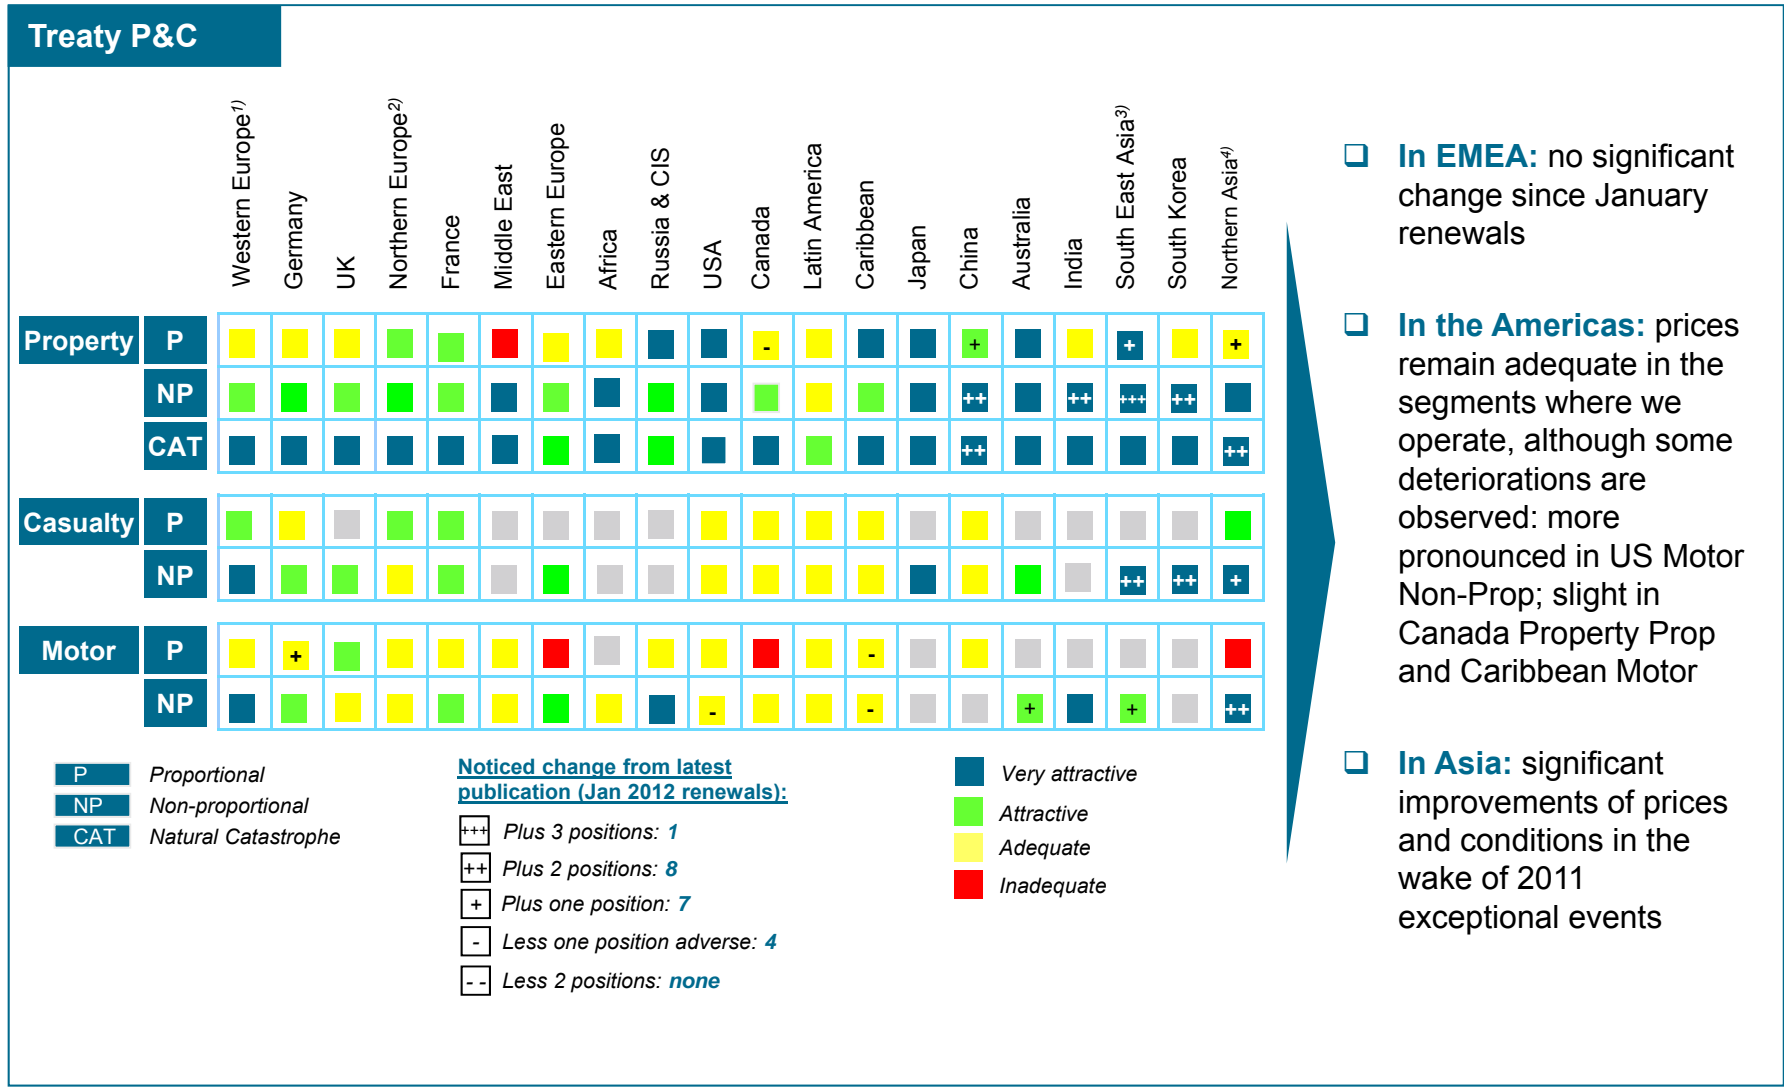 Treaty P&C
Western Europe1)
Germany
UK
Northern Europe2)
France
Middle East
Eastern Europe
Africa
Russia & CIS
USA
Canada
Latin America
Caribbean
Japan
China
Australia
India
South East Asia3)
South Korea
Northern Asia4)
Property P - + + +
NP ++ ++ +++ ++
CAT ++ ++
Casualty P
NP ++ ++ +
Motor P + -
NP - - + + ++
P Proportional
NP Non-proportional
CAT Natural Catastrophe
Noticed change from latest
publication (Jan 2012 renewals):
+++ Plus 3 positions: 1
++ Plus 2 positions: 8
+ Plus one position: 7
- Less one position adverse: 4
- - Less 2 positions: none
Very attractive
Attractive
Adequate
Inadequate
❑ In EMEA: no significant
change since January
renewals
❑ In the Americas: prices
remain adequate in the
segments where we
operate, although some
deteriorations are
observed: more
pronounced in US Motor
Non-Prop; slight in
Canada Property Prop
and Caribbean Motor
❑ In Asia: significant
improvements of prices
and conditions in the
wake of 2011
exceptional events